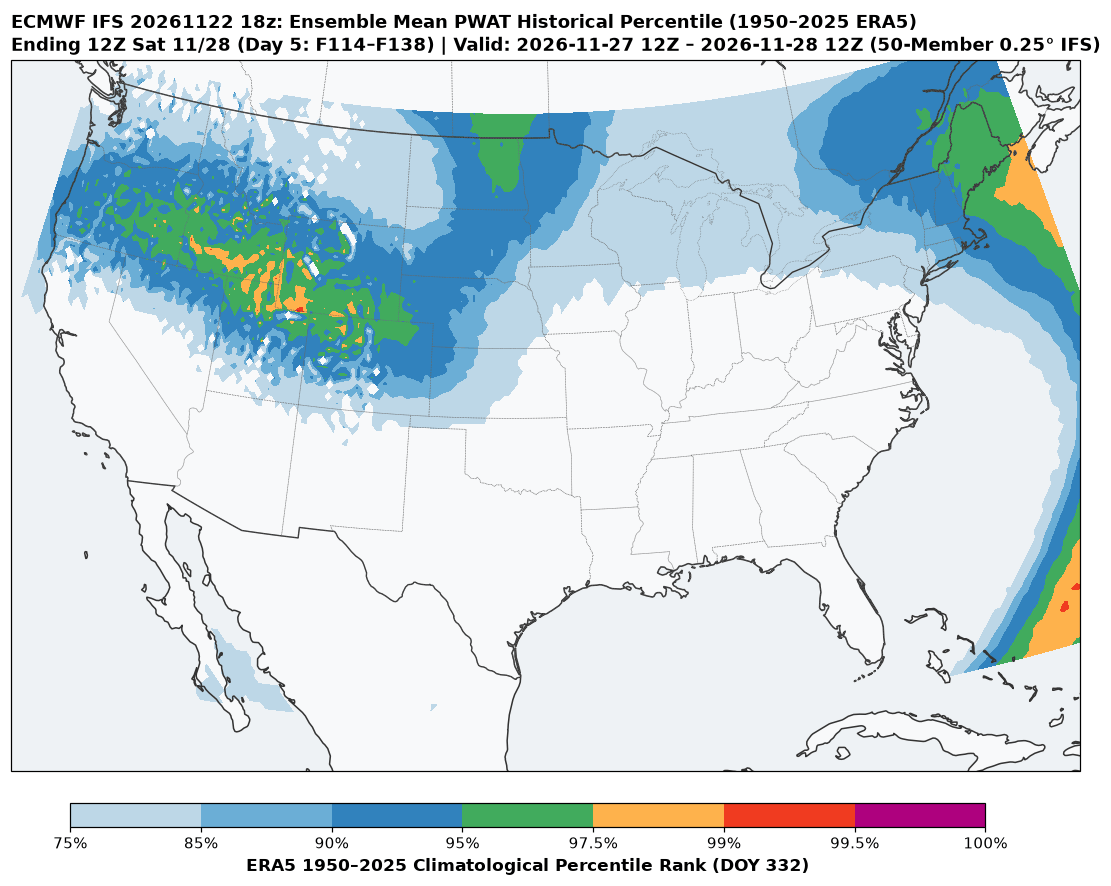 ECMWF IFS 20261122 18z: Ensemble Mean PWAT Historical Percentile (1950–2025 ERA5)
Ending 12Z Sat 11/28 (Day 5: F114–F138) | Valid: 2026-11-27 12Z – 2026-11-28 12Z (50-Member 0.25° IFS)
75% 85% 90% 95% 97.5% 99% 99.5% 100%
ERA5 1950–2025 Climatological Percentile Rank (DOY 332)